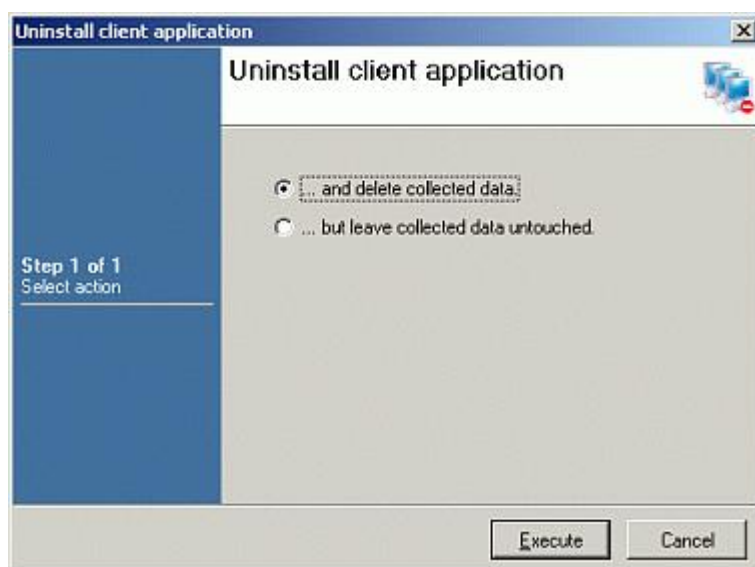 Uninstall client application
Uninstall client application
... and delete collected data.
... but leave collected data untouched.
Step 1 of 1
Select action
Execute
Cancel